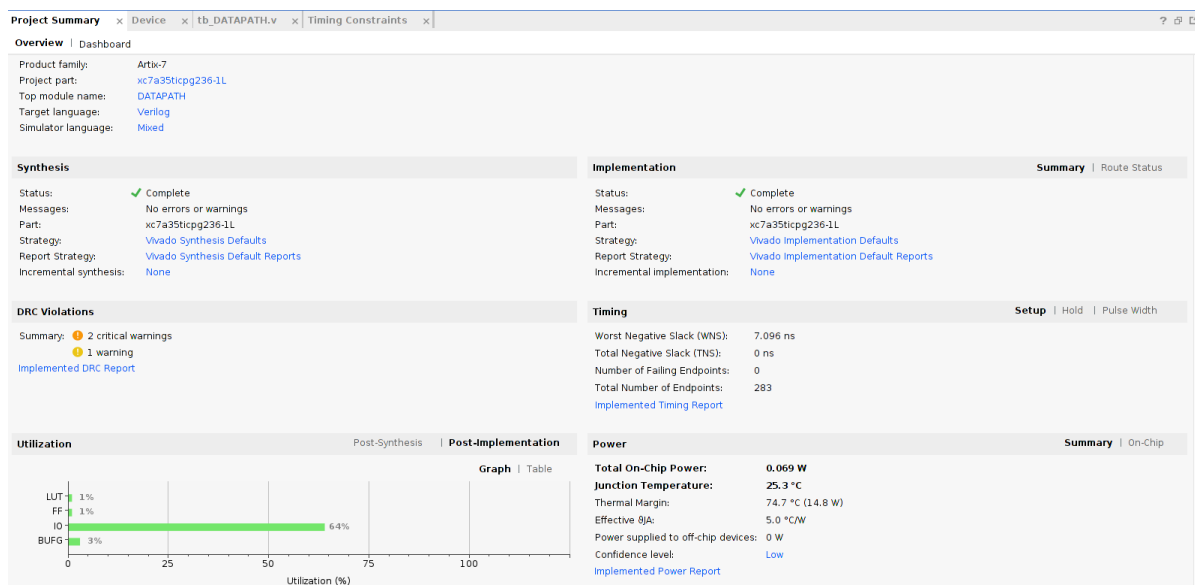 Project Summary × Device × tb_DATAPATH.v × Timing Constraints × ?
Overview | Dashboard
Product family: Artix-7
Project part: xc7a35ticpg236-1L
Top module name: DATAPATH
Target language: Verilog
Simulator language: Mixed
Synthesis
Status: Complete
Messages: No errors or warnings
Part: xc7a35ticpg236-1L
Strategy: Vivado Synthesis Defaults
Report Strategy: Vivado Synthesis Default Reports
Incremental synthesis: None
Implementation Summary | Route Status
Status: Complete
Messages: No errors or warnings
Part: xc7a35ticpg236-1L
Strategy: Vivado Implementation Defaults
Report Strategy: Vivado Implementation Default Reports
Incremental implementation: None
DRC Violations
Summary: 2 critical warnings
1 warning
Implemented DRC Report
Timing Setup | Hold | Pulse Width
Worst Negative Slack (WNS): 7.096 ns
Total Negative Slack (TNS): 0 ns
Number of Failing Endpoints: 0
Total Number of Endpoints: 283
Implemented Timing Report
Utilization Post-Synthesis | Post-Implementation
Graph | Table
LUT 1%
FF 1%
IO 64%
BUFG 3%
0 25 50 75 100
Utilization (%)
Power Summary | On-Chip
Total On-Chip Power: 0.069 W
Junction Temperature: 25.3 °C
Thermal Margin: 74.7 °C (14.8 W)
Effective ϑJA: 5.0 °C/W
Power supplied to off-chip devices: 0 W
Confidence level: Low
Implemented Power Report